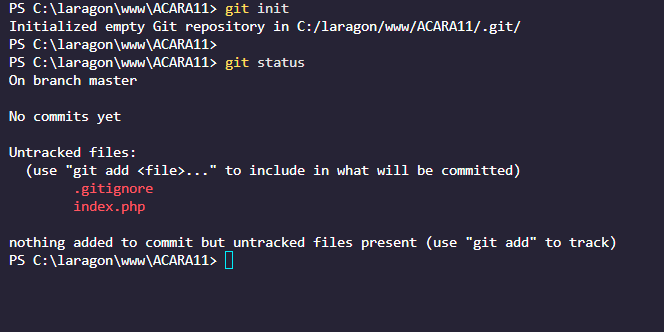 PS C:\laragon\www\ACARA11> git init
Initialized empty Git repository in C:/laragon/www/ACARA11/.git/
PS C:\laragon\www\ACARA11>
PS C:\laragon\www\ACARA11> git status
On branch master
No commits yet
Untracked files:
(use "git add <file>..." to include in what will be committed)
.gitignore
index.php
nothing added to commit but untracked files present (use "git add" to track)
PS C:\laragon\www\ACARA11>